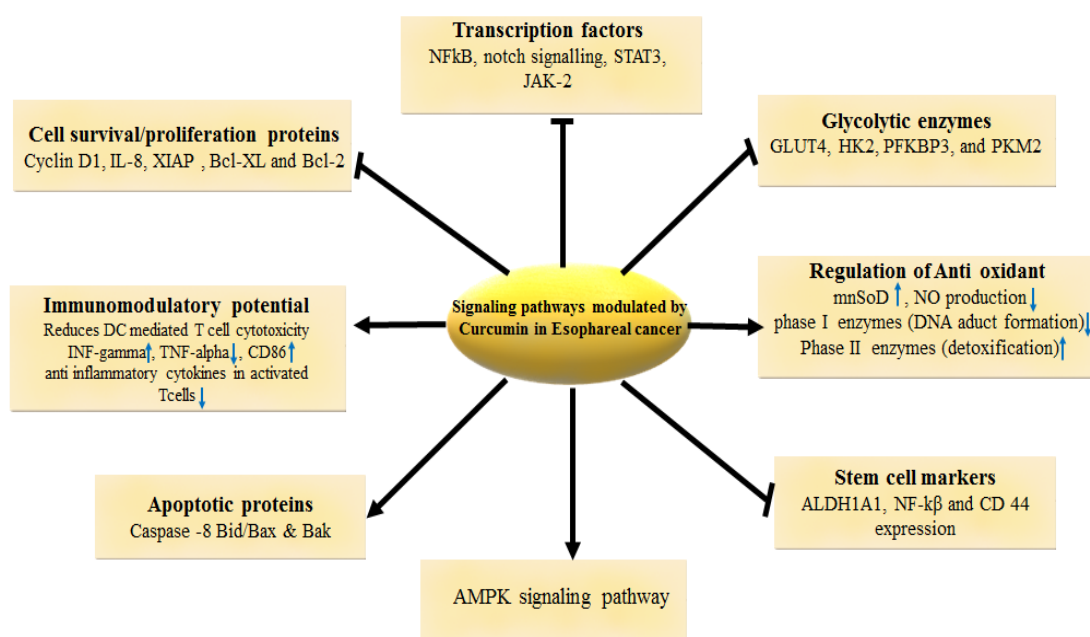 Transcription factors
NFkB, notch signalling, STAT3,
JAK-2
Cell survival/proliferation proteins
Cyclin D1, IL-8, XIAP , Bcl-XL and Bcl-2
Glycolytic enzymes
GLUT4, HK2, PFKBP3, and PKM2
Signaling pathways modulated by
Curcumin in Esophareal cancer
Immunomodulatory potential
Reduces DC mediated T cell cytotoxicity
INF-gamma↑, TNF-alpha↓, CD86↑
anti inflammatory cytokines in activated
Tcells ↓
Regulation of Anti oxidant
mnSoD ↑ , NO production↓
phase I enzymes (DNA aduct formation)↓
Phase II enzymes (detoxification)↑
Apoptotic proteins
Caspase -8 Bid/Bax & Bak
AMPK signaling pathway
Stem cell markers
ALDH1A1, NF-kβ and CD 44
expression